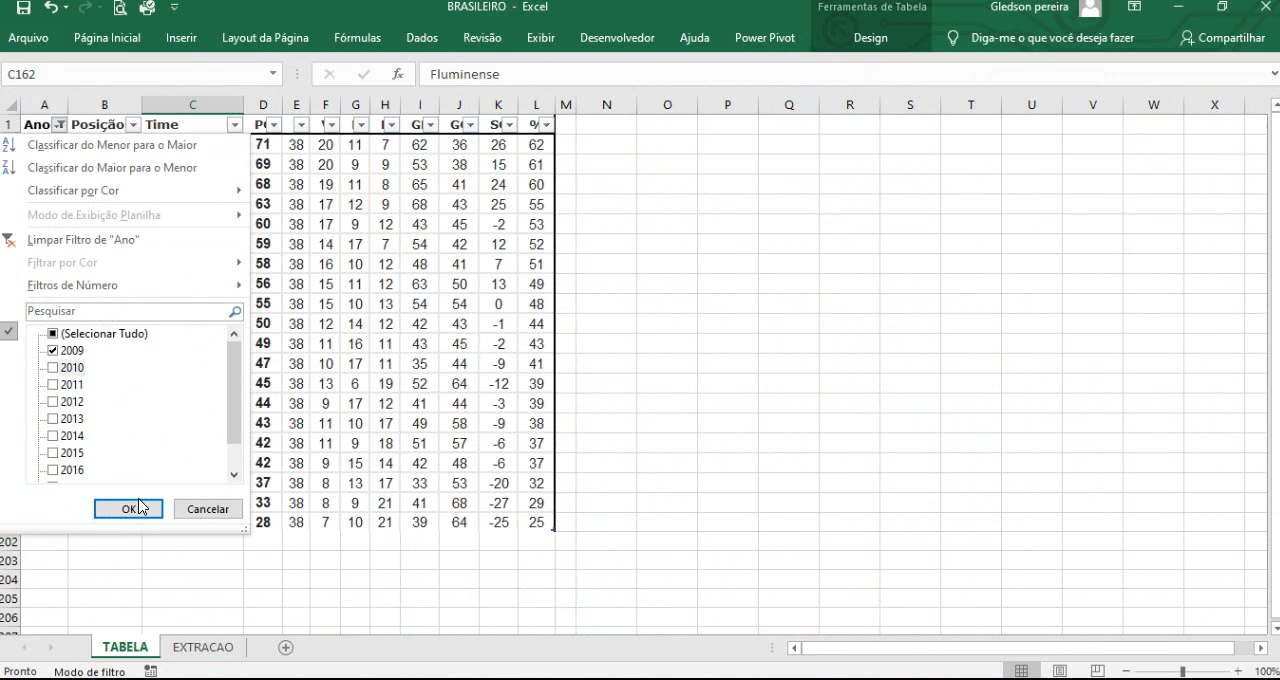 BRASILEIRO - Excel
Ferramentas de Tabela
Gledson pereira
Arquivo Página Inicial Inserir Layout da Página Fórmulas Dados Revisão Exibir Desenvolvedor Ajuda Power Pivot Design Diga-me o que você deseja fazer Compartilhar
C162 fx Fluminense
A B C D E F G H I J K L M N O P Q R S T U V W X
1 Ano Posição Time
Classificar do Menor para o Maior
Classificar do Maior para o Menor
Classificar por Cor
Modo de Exibição Planilha
Limpar Filtro de "Ano"
Filtrar por Cor
Filtros de Número
Pesquisar
(Selecionar Tudo)
2009
2010
2011
2012
2013
2014
2015
2016
OK Cancelar
71 38 20 11 7 62 36 26 62
69 38 20 9 9 53 38 15 61
68 38 19 11 8 65 41 24 60
63 38 17 12 9 68 43 25 55
60 38 17 9 12 43 45 -2 53
59 38 14 17 7 54 42 12 52
58 38 16 10 12 48 41 7 51
56 38 15 11 12 63 50 13 49
55 38 15 10 13 54 54 0 48
50 38 12 14 12 42 43 -1 44
49 38 11 16 11 43 45 -2 43
47 38 10 17 11 35 44 -9 41
45 38 13 6 19 52 64 -12 39
44 38 9 17 12 41 44 -3 39
43 38 11 10 17 49 58 -9 38
42 38 11 9 18 51 57 -6 37
42 38 9 15 14 42 48 -6 37
37 38 8 13 17 33 53 -20 32
33 38 8 9 21 41 68 -27 29
28 38 7 10 21 39 64 -25 25
202
203
204
205
206
TABELA EXTRACAO
Pronto Modo de filtro 100%